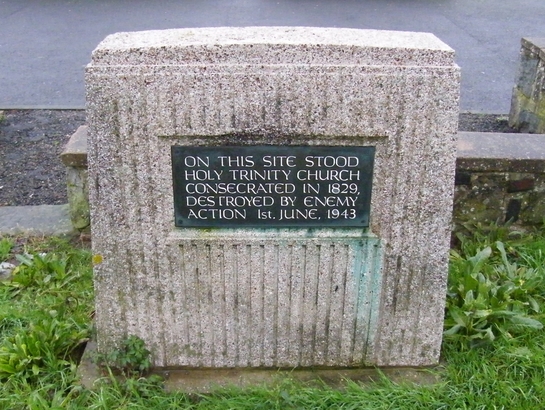 ON THIS SITE STOOD
HOLY TRINITY CHURCH
CONSECRATED IN 1829,
DESTROYED BY ENEMY
ACTION 1st. JUNE, 1943